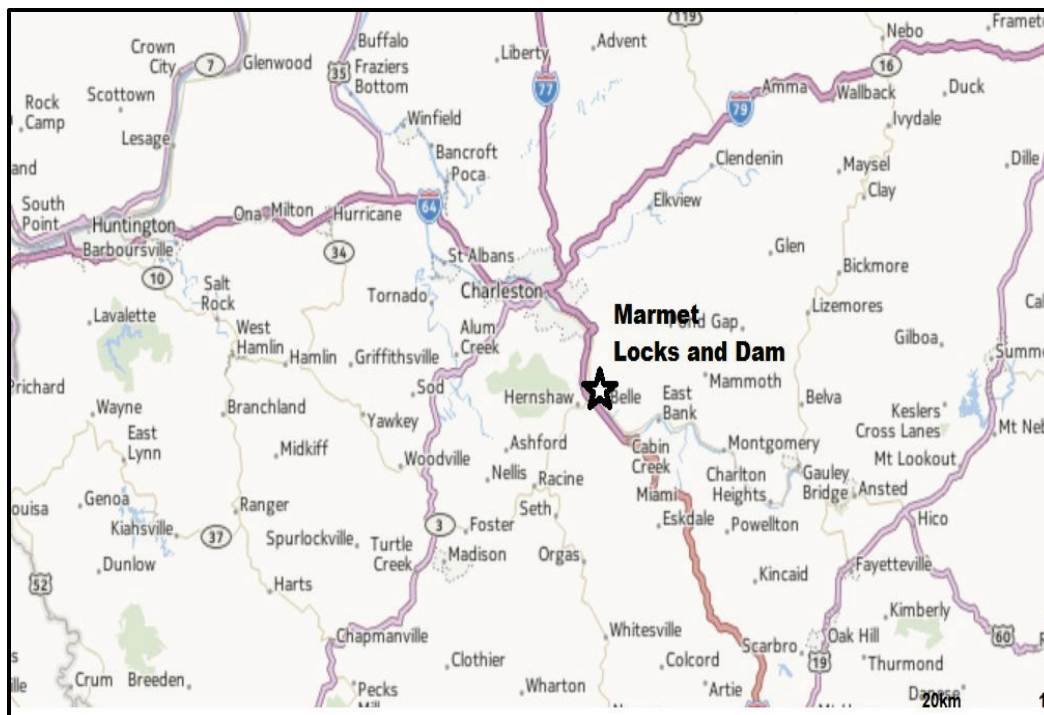 119
Buffalo
Nebo
Frametow
Crown
City
7
Glenwood
35
Fraziers
Bottom
Liberty
Advent
16
77
Amma
Wallback
Duck
Rock
Camp
Scottown
79
Lesage
Winfield
Ivydale
and
Bancroft
Poca
Clendenin
Maysel
Dille
South
Point
Ona
Milton
Hurricane
64
Elkview
Clay
Huntington
Barboursville
34
St Albans
Glen
10
Salt
Rock
Tornado
Charleston
Bickmore
Lavalette
West
Hamlin
Hamlin
Griffithsville
Alum
Creek
Marmet
Locks and Dam
Pond Gap
Lizemores
Gilboa
Summe
Prichard
Sod
Hernshaw
Belle
East
Bank
Mammoth
Belva
Keslers
Cross Lanes
Wayne
Branchland
Yawkey
East
Lynn
Midkiff
Woodville
Ashford
Cabin
Creek
Montgomery
Mt Lookout
Mt Neb
Genoa
Ranger
Nellis
Racine
Miami
Charlton
Heights
Gauley
Bridge
Ansted
ouisa
Kiahsville
37
Spurlockville
3
Foster
Seth
Eskdale
Powellton
Hico
52
Dunlow
Turtle
Creek
Madison
Orgas
Fayetteville
Harts
Kincaid
Kimberly
Chapmanville
Whitesville
Scarbro
Oak Hill
60
Crum
Breeden
Clothier
Colcord
19
Thurmond
Pecks
Mill
Wharton
Artie
Danese
20km